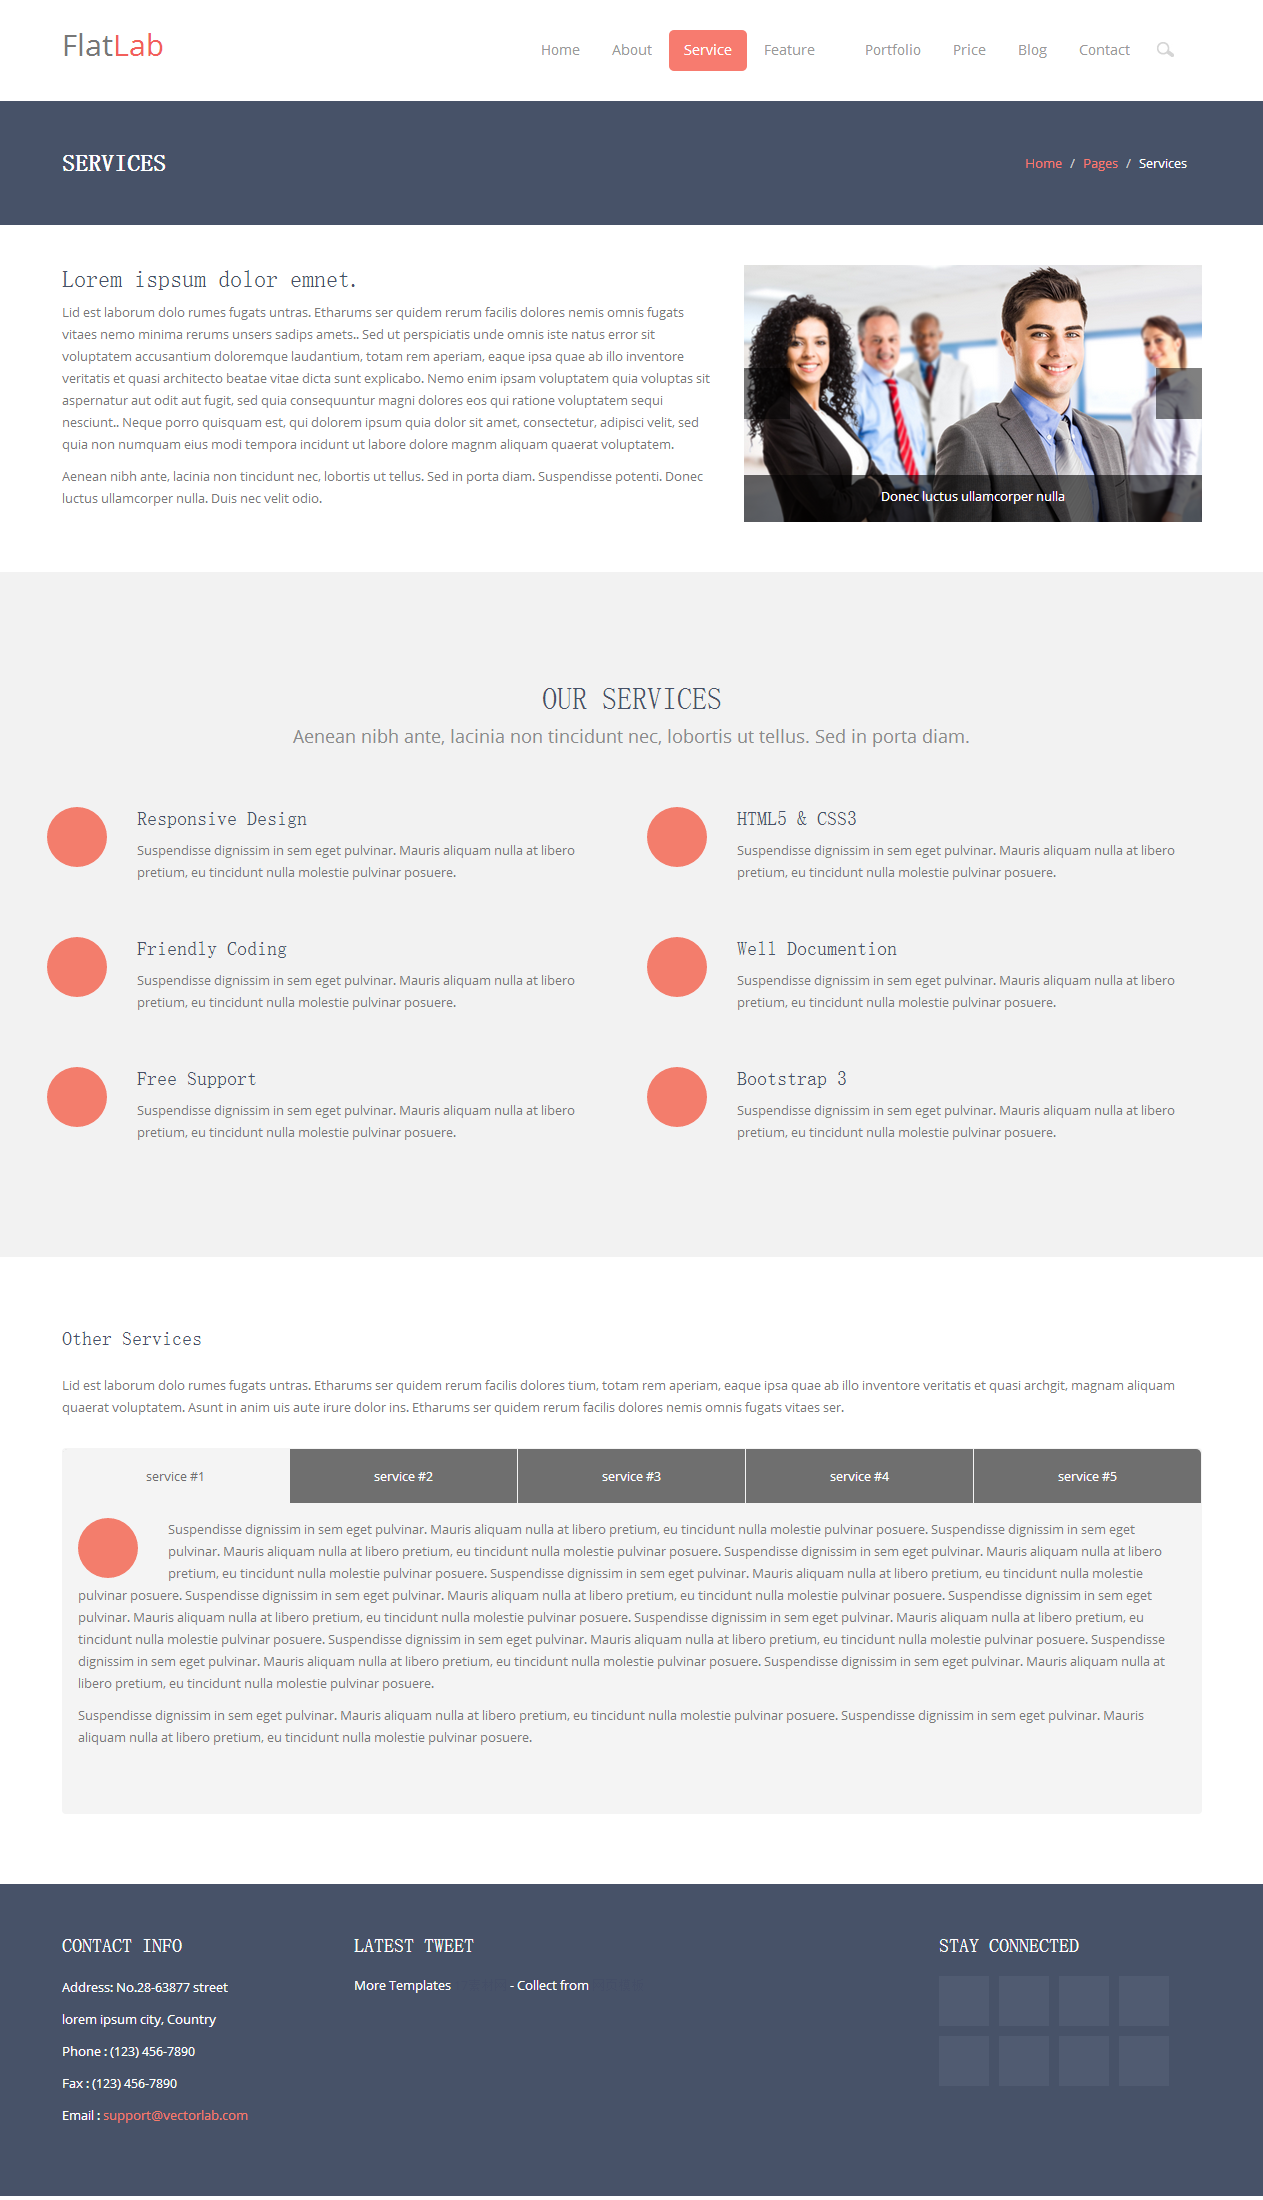 FlatLab
Home About Service Feature Portfolio Price Blog Contact
SERVICES
Home / Pages / Services
Lorem ispsum dolor emnet.
Lid est laborum dolo rumes fugats untras. Etharums ser quidem rerum facilis dolores nemis omnis fugats
vitaes nemo minima rerums unsers sadips amets.. Sed ut perspiciatis unde omnis iste natus error sit
voluptatem accusantium doloremque laudantium, totam rem aperiam, eaque ipsa quae ab illo inventore
veritatis et quasi architecto beatae vitae dicta sunt explicabo. Nemo enim ipsam voluptatem quia voluptas sit
aspernatur aut odit aut fugit, sed quia consequuntur magni dolores eos qui ratione voluptatem sequi
nesciunt.. Neque porro quisquam est, qui dolorem ipsum quia dolor sit amet, consectetur, adipisci velit, sed
quia non numquam eius modi tempora incidunt ut labore dolore magnm aliquam quaerat voluptatem.
Aenean nibh ante, lacinia non tincidunt nec, lobortis ut tellus. Sed in porta diam. Suspendisse potenti. Donec
luctus ullamcorper nulla. Duis nec velit odio.
Donec luctus ullamcorper nulla
OUR SERVICES
Aenean nibh ante, lacinia non tincidunt nec, lobortis ut tellus. Sed in porta diam.
Responsive Design
Suspendisse dignissim in sem eget pulvinar. Mauris aliquam nulla at libero
pretium, eu tincidunt nulla molestie pulvinar posuere.
HTML5 & CSS3
Suspendisse dignissim in sem eget pulvinar. Mauris aliquam nulla at libero
pretium, eu tincidunt nulla molestie pulvinar posuere.
Friendly Coding
Suspendisse dignissim in sem eget pulvinar. Mauris aliquam nulla at libero
pretium, eu tincidunt nulla molestie pulvinar posuere.
Well Documention
Suspendisse dignissim in sem eget pulvinar. Mauris aliquam nulla at libero
pretium, eu tincidunt nulla molestie pulvinar posuere.
Free Support
Suspendisse dignissim in sem eget pulvinar. Mauris aliquam nulla at libero
pretium, eu tincidunt nulla molestie pulvinar posuere.
Bootstrap 3
Suspendisse dignissim in sem eget pulvinar. Mauris aliquam nulla at libero
pretium, eu tincidunt nulla molestie pulvinar posuere.
Other Services
Lid est laborum dolo rumes fugats untras. Etharums ser quidem rerum facilis dolores tium, totam rem aperiam, eaque ipsa quae ab illo inventore veritatis et quasi archgit, magnam aliquam
quaerat voluptatem. Asunt in anim uis aute irure dolor ins. Etharums ser quidem rerum facilis dolores nemis omnis fugats vitaes ser.
service #1 service #2 service #3 service #4 service #5
Suspendisse dignissim in sem eget pulvinar. Mauris aliquam nulla at libero pretium, eu tincidunt nulla molestie pulvinar posuere. Suspendisse dignissim in sem eget
pulvinar. Mauris aliquam nulla at libero pretium, eu tincidunt nulla molestie pulvinar posuere. Suspendisse dignissim in sem eget pulvinar. Mauris aliquam nulla at libero
pretium, eu tincidunt nulla molestie pulvinar posuere. Suspendisse dignissim in sem eget pulvinar. Mauris aliquam nulla at libero pretium, eu tincidunt nulla molestie
pulvinar posuere. Suspendisse dignissim in sem eget pulvinar. Mauris aliquam nulla at libero pretium, eu tincidunt nulla molestie pulvinar posuere. Suspendisse dignissim in sem eget
pulvinar. Mauris aliquam nulla at libero pretium, eu tincidunt nulla molestie pulvinar posuere. Suspendisse dignissim in sem eget pulvinar. Mauris aliquam nulla at libero pretium, eu
tincidunt nulla molestie pulvinar posuere. Suspendisse dignissim in sem eget pulvinar. Mauris aliquam nulla at libero pretium, eu tincidunt nulla molestie pulvinar posuere. Suspendisse
dignissim in sem eget pulvinar. Mauris aliquam nulla at libero pretium, eu tincidunt nulla molestie pulvinar posuere. Suspendisse dignissim in sem eget pulvinar. Mauris aliquam nulla at
libero pretium, eu tincidunt nulla molestie pulvinar posuere.
Suspendisse dignissim in sem eget pulvinar. Mauris aliquam nulla at libero pretium, eu tincidunt nulla molestie pulvinar posuere. Suspendisse dignissim in sem eget pulvinar. Mauris
aliquam nulla at libero pretium, eu tincidunt nulla molestie pulvinar posuere.
CONTACT INFO
Address: No.28-63877 street
lorem ipsum city, Country
Phone : (123) 456-7890
Fax : (123) 456-7890
Email : support@vectorlab.com
LATEST TWEET
More Templates - Collect from
STAY CONNECTED